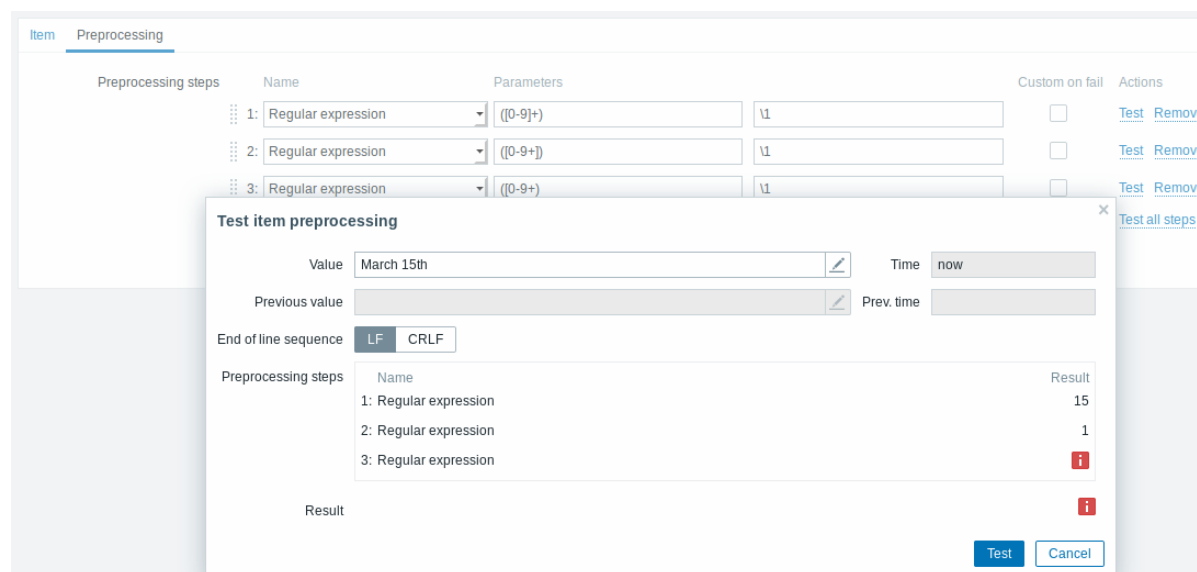 Item Preprocessing
Preprocessing steps Name Parameters Custom on fail Actions
1: Regular expression ([0-9]+) \1 Test Remov
2: Regular expression ([0-9+]) \1 Test Remov
3: Regular expression ([0-9+) \1 Test Remov
Test all steps
Test item preprocessing ×
Value March 15th Time now
Previous value Prev. time
End of line sequence LF CRLF
Preprocessing steps Name Result
1: Regular expression 15
2: Regular expression 1
3: Regular expression i
Result i
Test Cancel